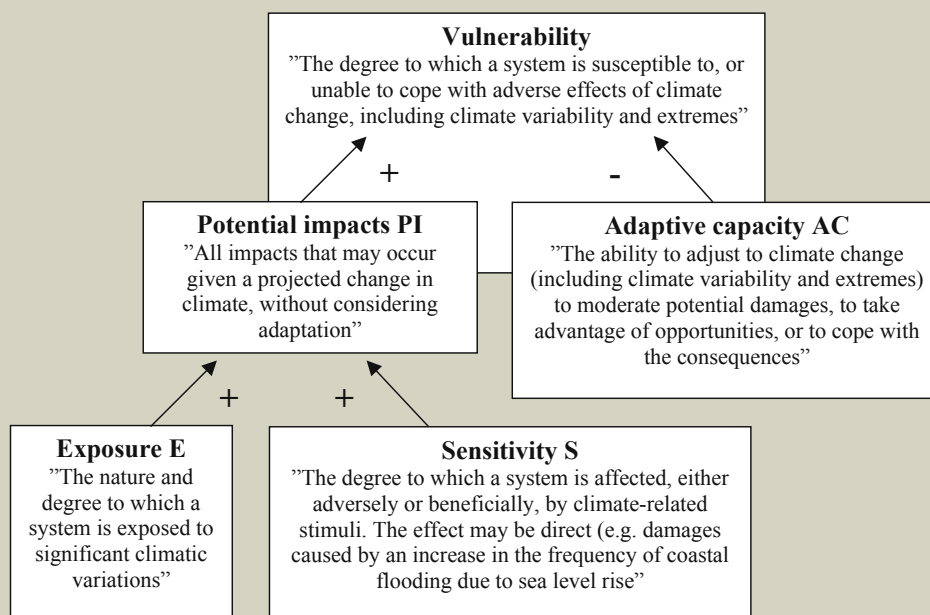 Vulnerability
”The degree to which a system is susceptible to, or
unable to cope with adverse effects of climate
change, including climate variability and extremes”
+
-
Potential impacts PI
”All impacts that may occur
given a projected change in
climate, without considering
adaptation”
Adaptive capacity AC
”The ability to adjust to climate change
(including climate variability and extremes)
to moderate potential damages, to take
advantage of opportunities, or to cope with
the consequences”
+
+
Exposure E
”The nature and
degree to which a
system is exposed to
significant climatic
variations”
Sensitivity S
”The degree to which a system is affected, either
adversely or beneficially, by climate-related
stimuli. The effect may be direct (e.g. damages
caused by an increase in the frequency of coastal
flooding due to sea level rise”